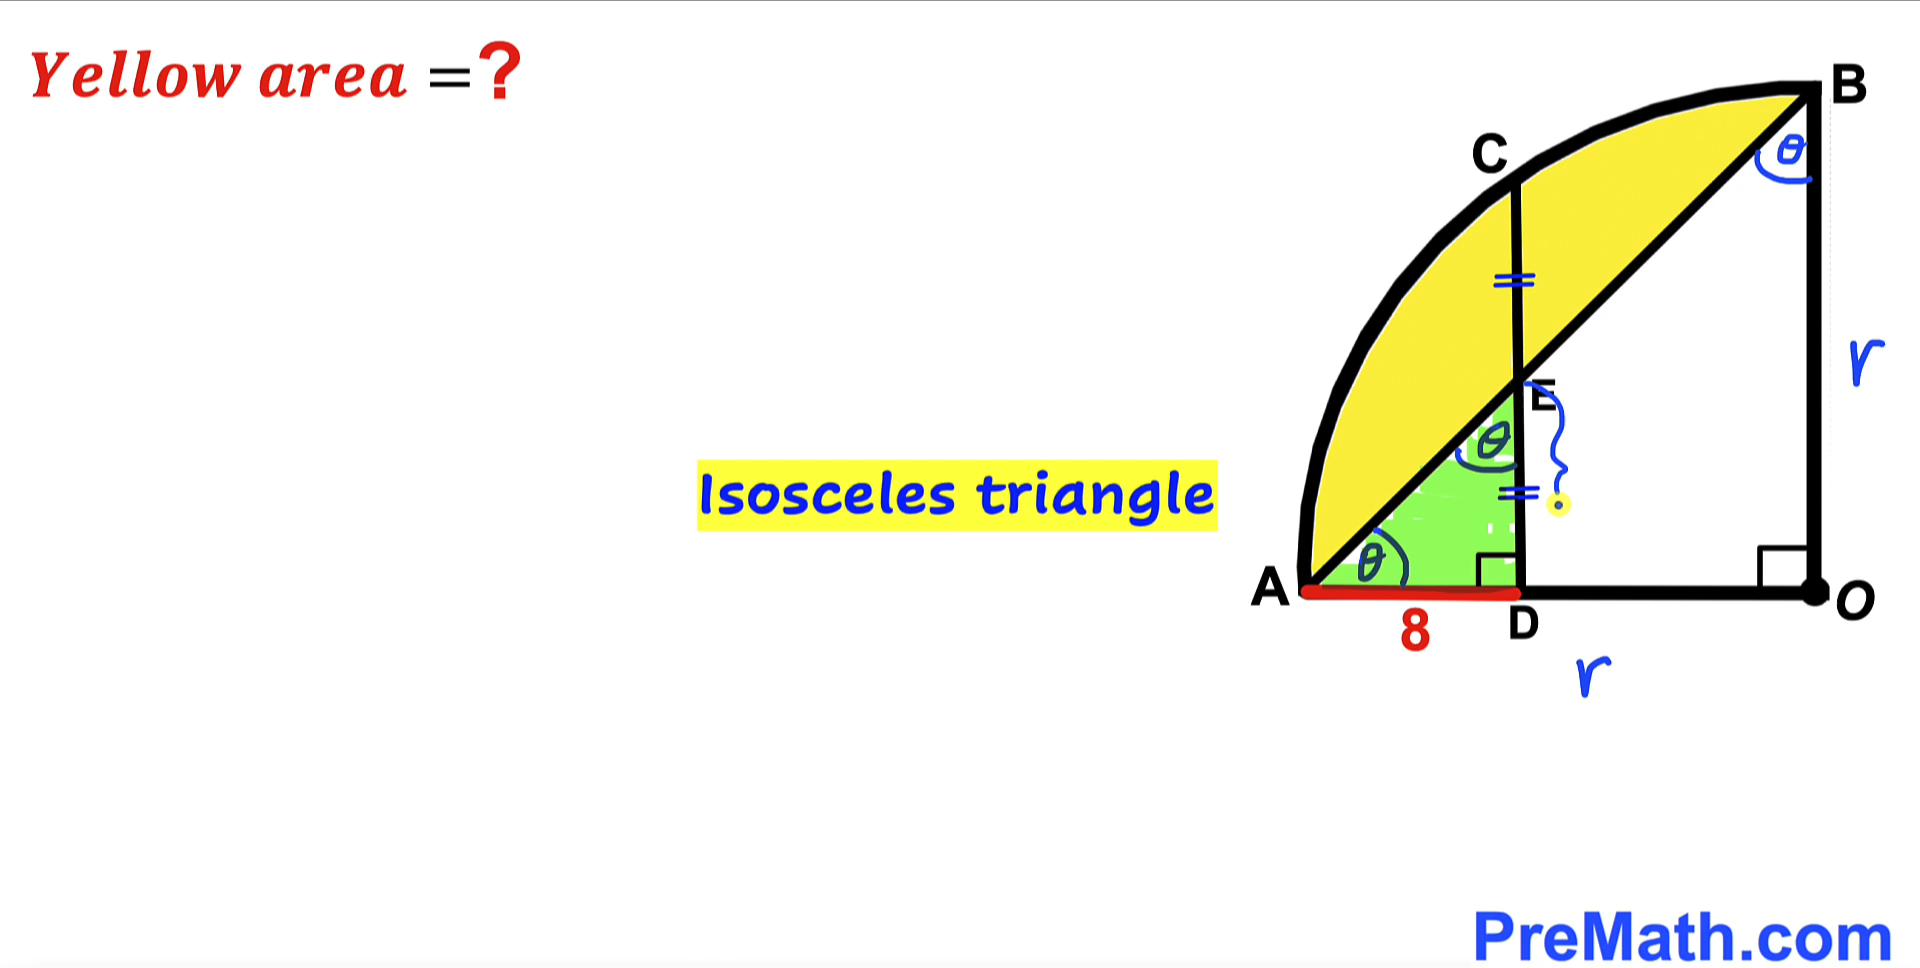 Yellow area =?
B
C
θ
r
E
θ
Isosceles triangle
θ
A
O
8
D
r
PreMath.com